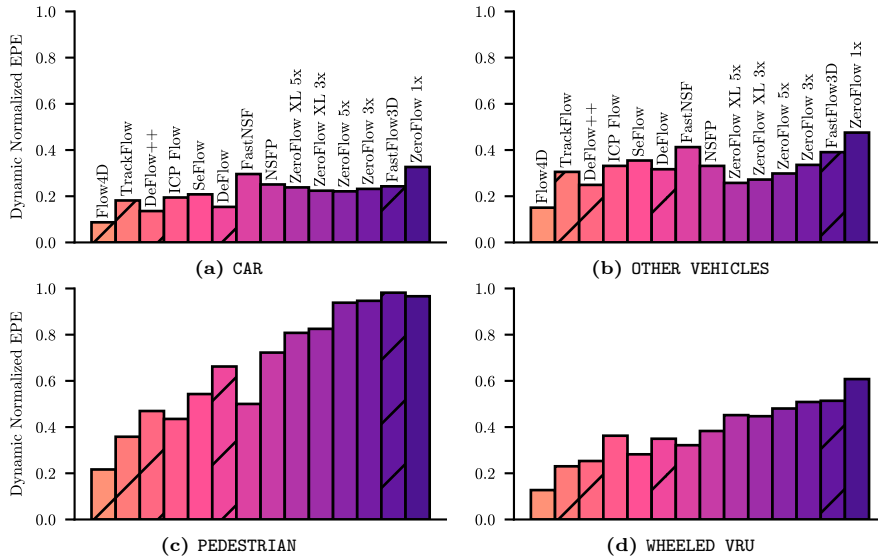 1.0
0.8
0.6
0.4
0.2
0.0
Dynamic Normalized EPE
Flow4D
TrackFlow
DeFlow++
ICP Flow
SeFlow
DeFlow
FastNSF
NSFP
ZeroFlow XL 5x
ZeroFlow XL 3x
ZeroFlow 5x
ZeroFlow 3x
FastFlow3D
ZeroFlow 1x
(a) CAR
1.0
0.8
0.6
0.4
0.2
0.0
Flow4D
TrackFlow
DeFlow++
ICP Flow
SeFlow
DeFlow
FastNSF
NSFP
ZeroFlow XL 5x
ZeroFlow XL 3x
ZeroFlow 5x
ZeroFlow 3x
FastFlow3D
ZeroFlow 1x
(b) OTHER VEHICLES
1.0
0.8
0.6
0.4
0.2
0.0
Dynamic Normalized EPE
(c) PEDESTRIAN
1.0
0.8
0.6
0.4
0.2
0.0
(d) WHEELED VRU